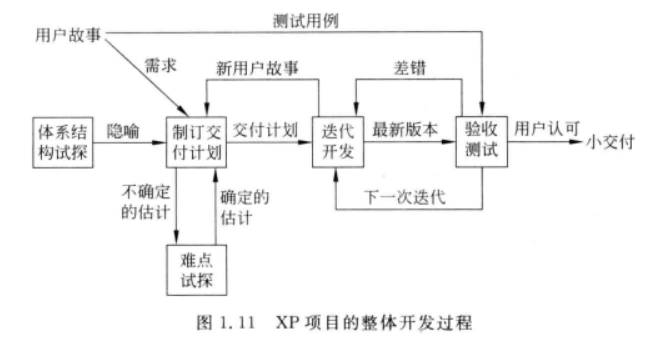 测试用例
用户故事
需求
新用户故事
差错
体系结
构试探
隐喻
制订交
付计划
交付计划
迭代
开发
最新版本
验收
测试
用户认可
小交付
不确定
的估计
确定的
估计
下一次迭代
难点
试探
图 1.11 XP 项目的整体开发过程